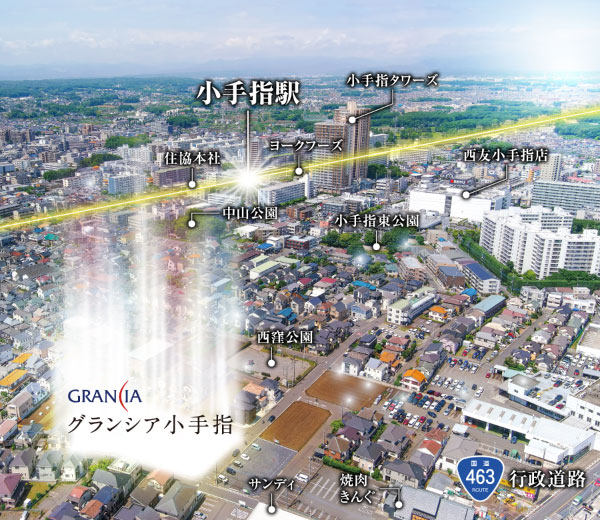 小手指タワーズ
小手指駅
ヨークフーズ
住協本社
西友小手指店
中山公園
小手指東公園
西窪公園
GRANCIA
グランシア小手指
国道
463
ROUTE
行政道路
サンディ
焼肉
きんぐ